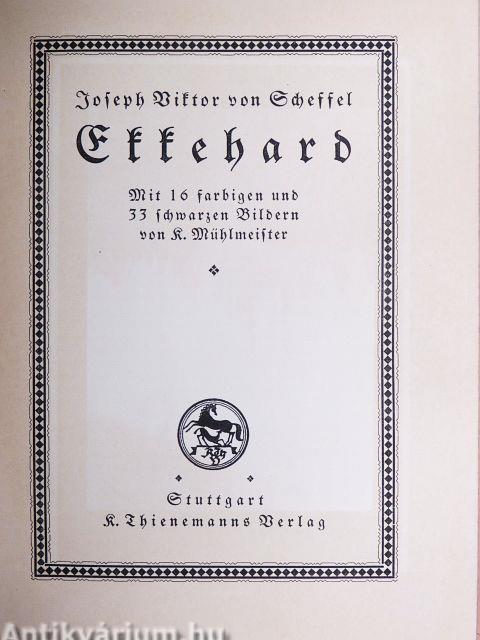 Joseph Viktor von Scheffel
Ekkehard
Mit 16 farbigen und
33 schwarzen Bildern
von K. Mühlmeister
Stuttgart
K. Thienemanns Verlag
Antikvárium.hu